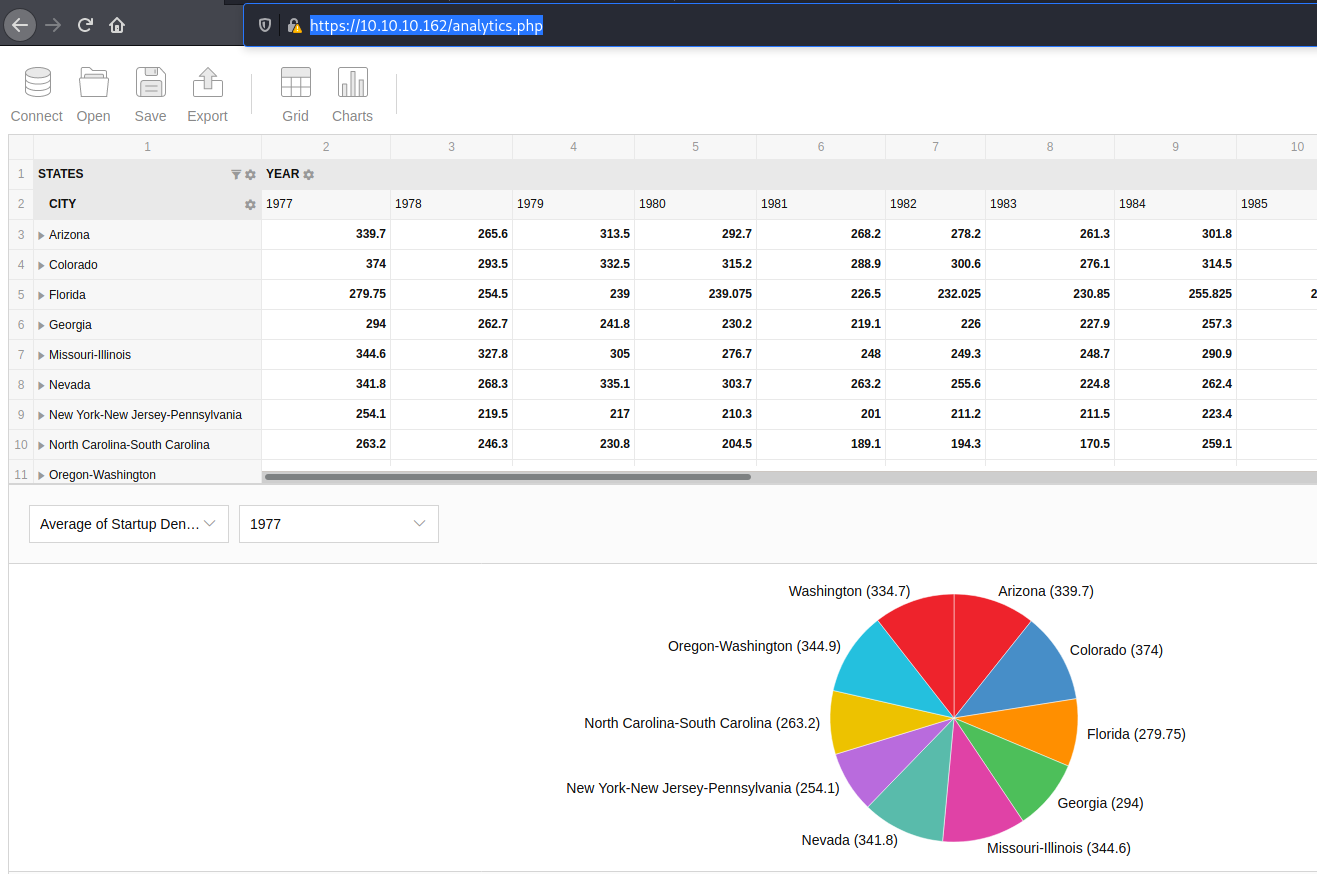 https://10.10.10.162/analytics.php
Connect Open Save Export Grid Charts
1 2 3 4 5 6 7 8 9 10
1 STATES YEAR
2 CITY 1977 1978 1979 1980 1981 1982 1983 1984 1985
3 Arizona 339.7 265.6 313.5 292.7 268.2 278.2 261.3 301.8
4 Colorado 374 293.5 332.5 315.2 288.9 300.6 276.1 314.5
5 Florida 279.75 254.5 239 239.075 226.5 232.025 230.85 255.825 2
6 Georgia 294 262.7 241.8 230.2 219.1 226 227.9 257.3
7 Missouri-Illinois 344.6 327.8 305 276.7 248 249.3 248.7 290.9
8 Nevada 341.8 268.3 335.1 303.7 263.2 255.6 224.8 262.4
9 New York-New Jersey-Pennsylvania 254.1 219.5 217 210.3 201 211.2 211.5 223.4
10 North Carolina-South Carolina 263.2 246.3 230.8 204.5 189.1 194.3 170.5 259.1
11 Oregon-Washington
Average of Startup Den... 1977
Washington (334.7) Arizona (339.7)
Oregon-Washington (344.9) Colorado (374)
North Carolina-South Carolina (263.2) Florida (279.75)
New York-New Jersey-Pennsylvania (254.1) Georgia (294)
Nevada (341.8) Missouri-Illinois (344.6)